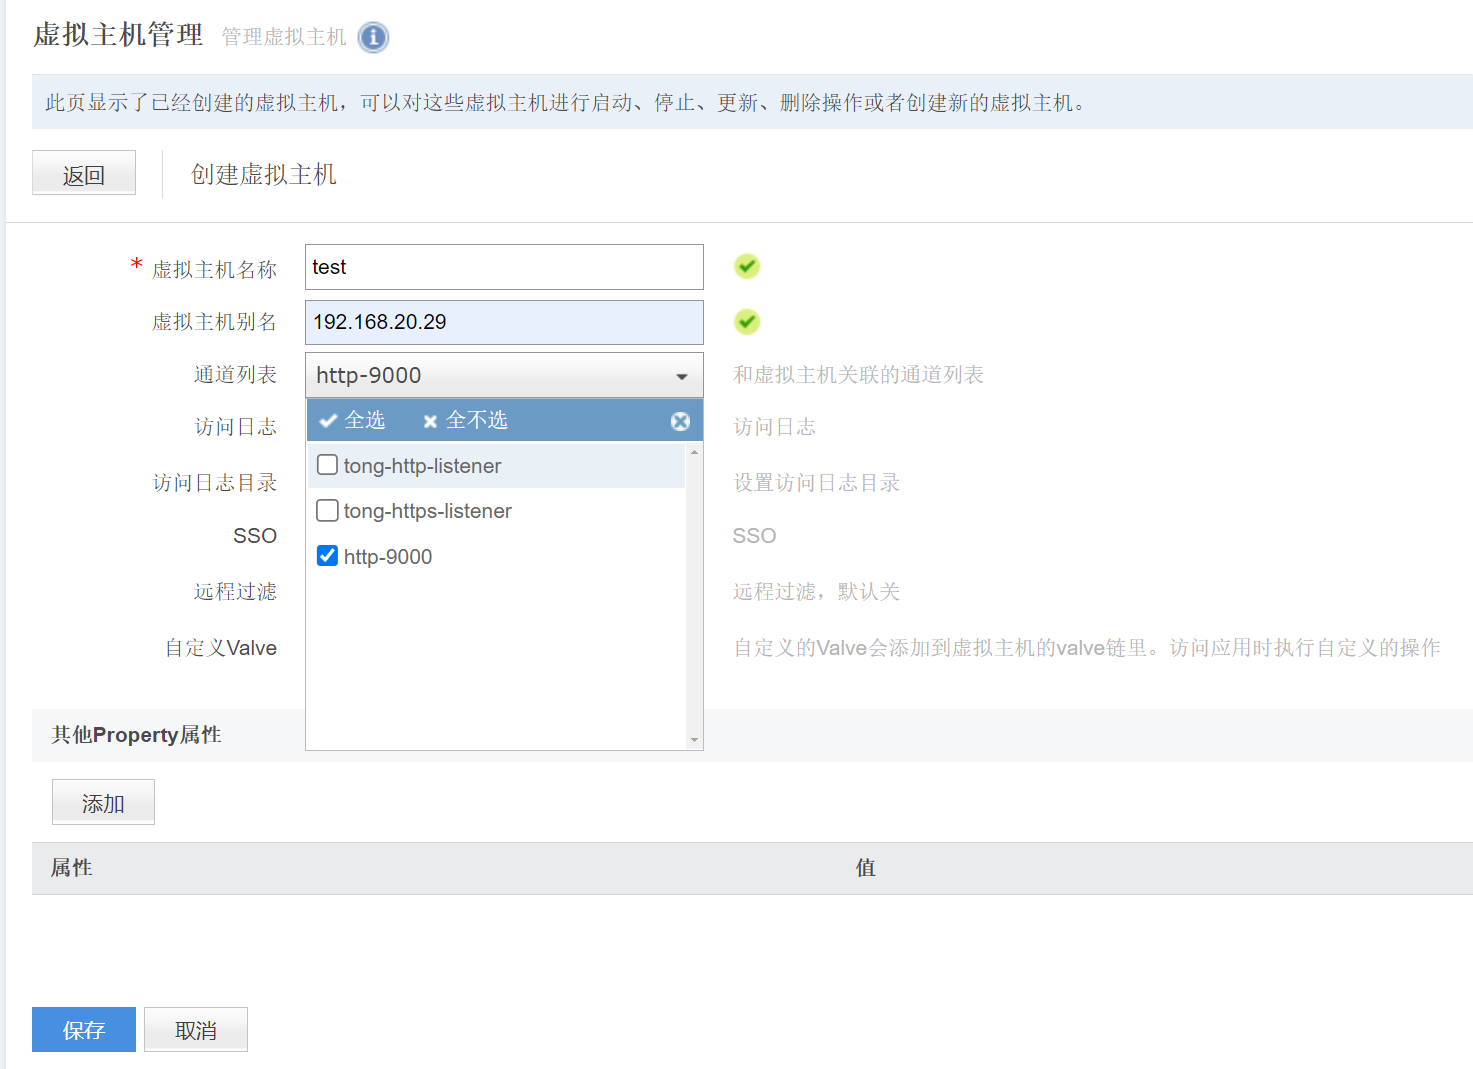 虚拟主机管理 管理虚拟主机
此页显示了已经创建的虚拟主机，可以对这些虚拟主机进行启动、停止、更新、删除操作或者创建新的虚拟主机。
返回 创建虚拟主机
* 虚拟主机名称 test
虚拟主机别名 192.168.20.29
通道列表 http-9000 和虚拟主机关联的通道列表
全选 全不选
访问日志 访问日志
tong-http-listener
访问日志目录 设置访问日志目录
tong-https-listener
SSO SSO
http-9000
远程过滤 远程过滤，默认关
自定义Valve 自定义的Valve会添加到虚拟主机的valve链里。访问应用时执行自定义的操作
其他Property属性
添加
属性 值
保存 取消